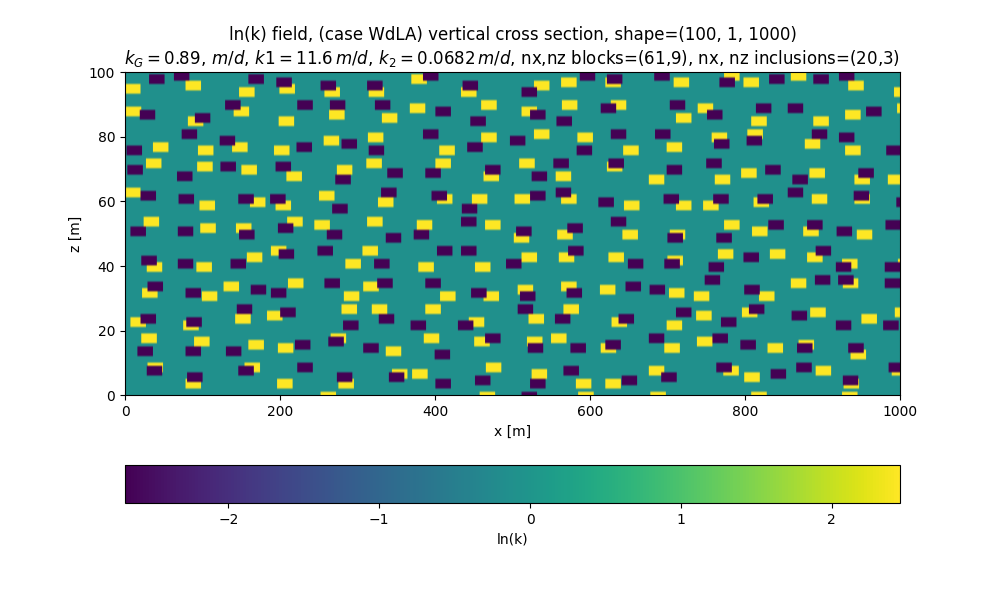 ln(k) field, (case WdLA) vertical cross section, shape=(100, 1, 1000)
k_G = 0.89, m/d, k1 = 11.6 m/d, k_2 = 0.0682 m/d, nx,nz blocks=(61,9), nx, nz inclusions=(20,3)
100
80
60
40
20
0
z [m]
0 200 400 600 800 1000
x [m]
−2 −1 0 1 2
ln(k)